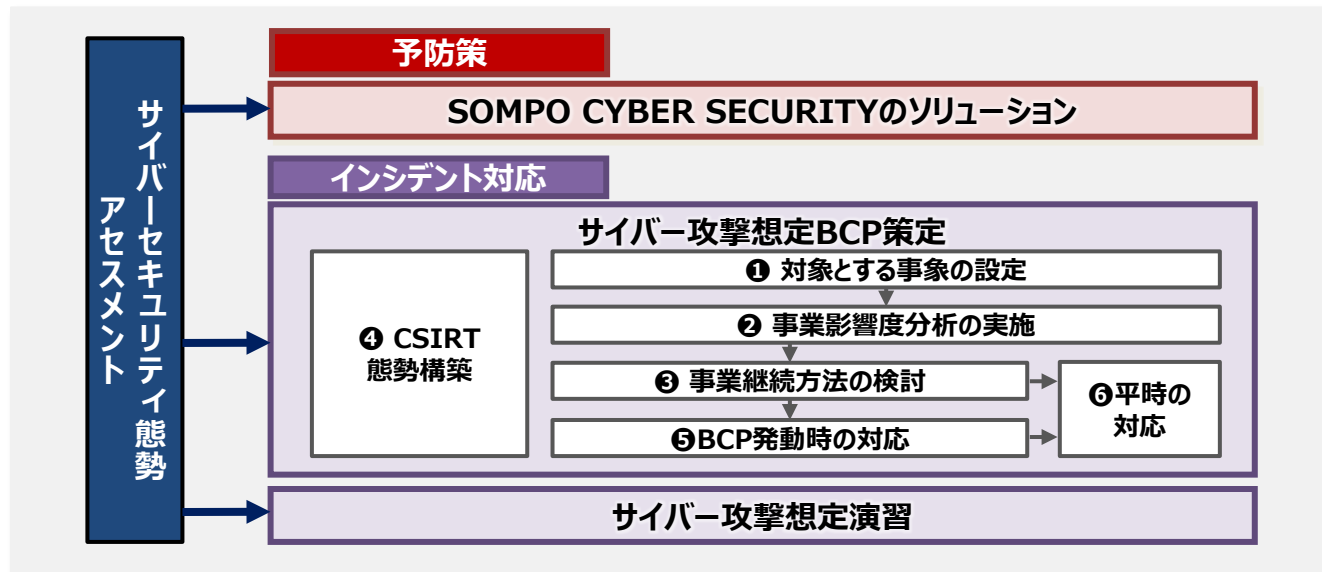 サイバーセキュリティ態勢
アセスメント
予防策
SOMPO CYBER SECURITYのソリューション
インシデント対応
サイバー攻撃想定BCP策定
❶ 対象とする事象の設定
❷ 事業影響度分析の実施
❹ CSIRT
態勢構築
❸ 事業継続方法の検討
❺BCP発動時の対応
❻平時の
対応
サイバー攻撃想定演習